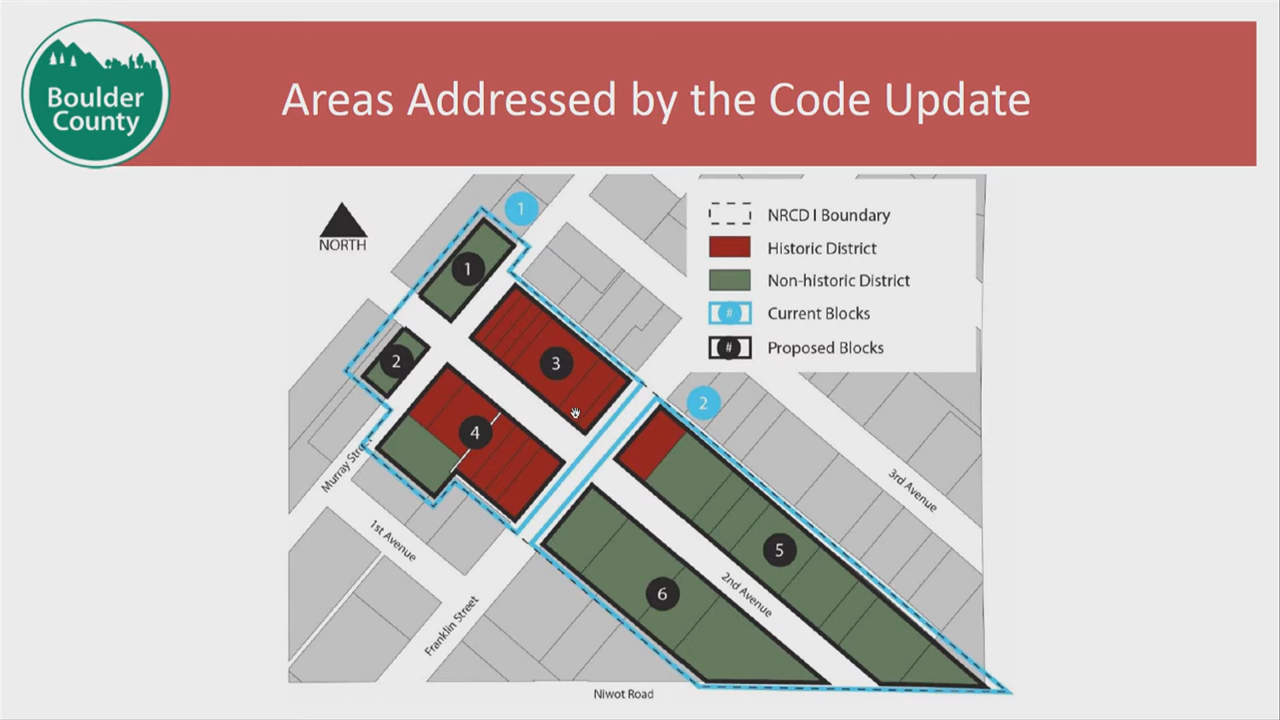 Boulder
County
Areas Addressed by the Code Update
NORTH
1
NRCD I Boundary
Historic District
Non-historic District
# Current Blocks
# Proposed Blocks
1
2
3
2
4
Murray Street
1st Avenue
3rd Avenue
5
2nd Avenue
6
Franklin Street
Niwot Road